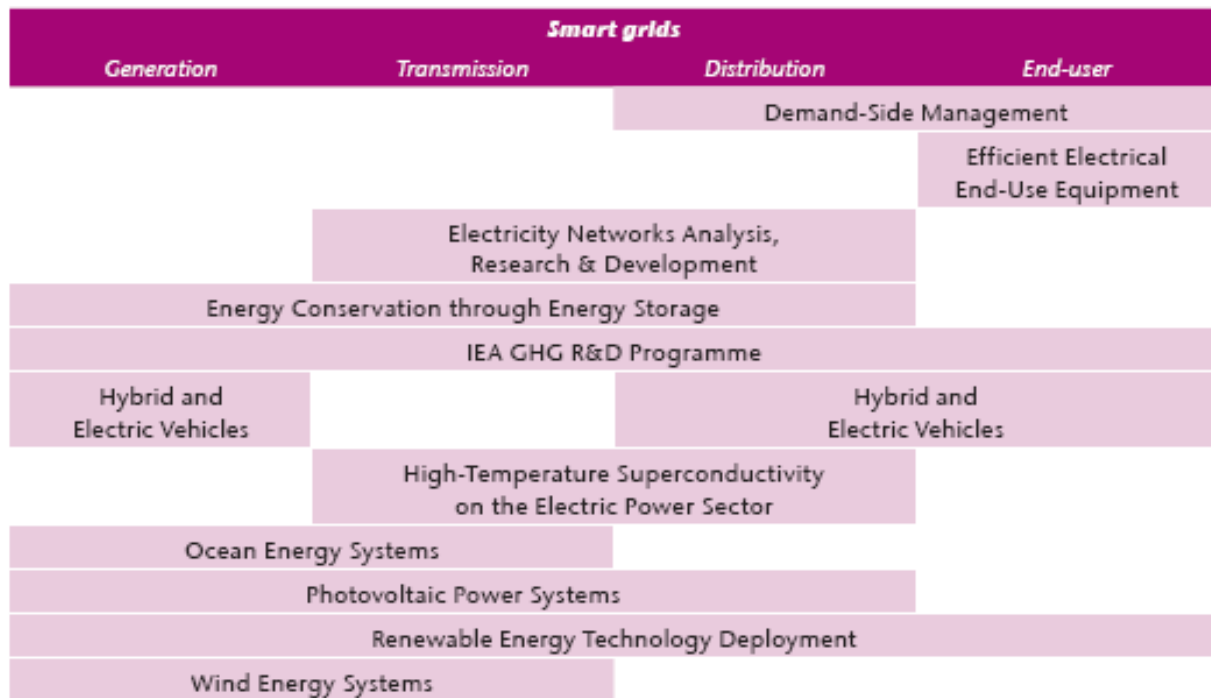 Smart grids
Generation Transmission Distribution End-user
Demand-Side Management
Efficient Electrical
End-Use Equipment
Electricity Networks Analysis,
Research & Development
Energy Conservation through Energy Storage
IEA GHG R&D Programme
Hybrid and
Electric Vehicles
Hybrid and
Electric Vehicles
High-Temperature Superconductivity
on the Electric Power Sector
Ocean Energy Systems
Photovoltaic Power Systems
Renewable Energy Technology Deployment
Wind Energy Systems